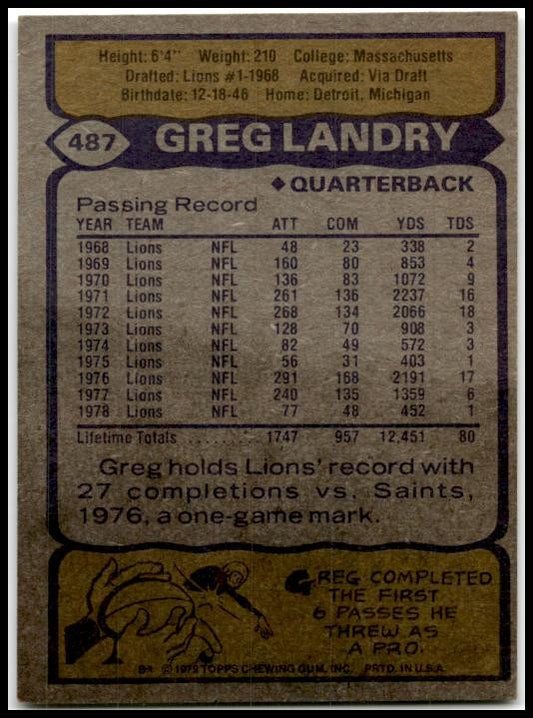 Height: 6'4" Weight: 210 College: Massachusetts
Drafted: Lions #1-1968 Acquired: Via Draft
Birthdate: 12-18-46 Home: Detroit, Michigan
487 GREG LANDRY
◆ QUARTERBACK
Passing Record
YEAR TEAM ATT COM YDS TDS
1968 Lions NFL 48 23 338 2
1969 Lions NFL 160 80 853 4
1970 Lions NFL 136 83 1072 9
1971 Lions NFL 261 136 2237 16
1972 Lions NFL 268 134 2066 18
1973 Lions NFL 128 70 908 3
1974 Lions NFL 82 49 572 3
1975 Lions NFL 56 31 403 1
1976 Lions NFL 291 168 2191 17
1977 Lions NFL 240 135 1359 6
1978 Lions NFL 77 48 452 1
Lifetime Totals ........ 1747 957 12,451 80
Greg holds Lions' record with
27 completions vs. Saints,
1976, a one-game mark.
GREG COMPLETED
THE FIRST
6 PASSES HE
THREW AS
A PRO.
© 1979 TOPPS CHEWING GUM, INC. PRTD. IN U.S.A.